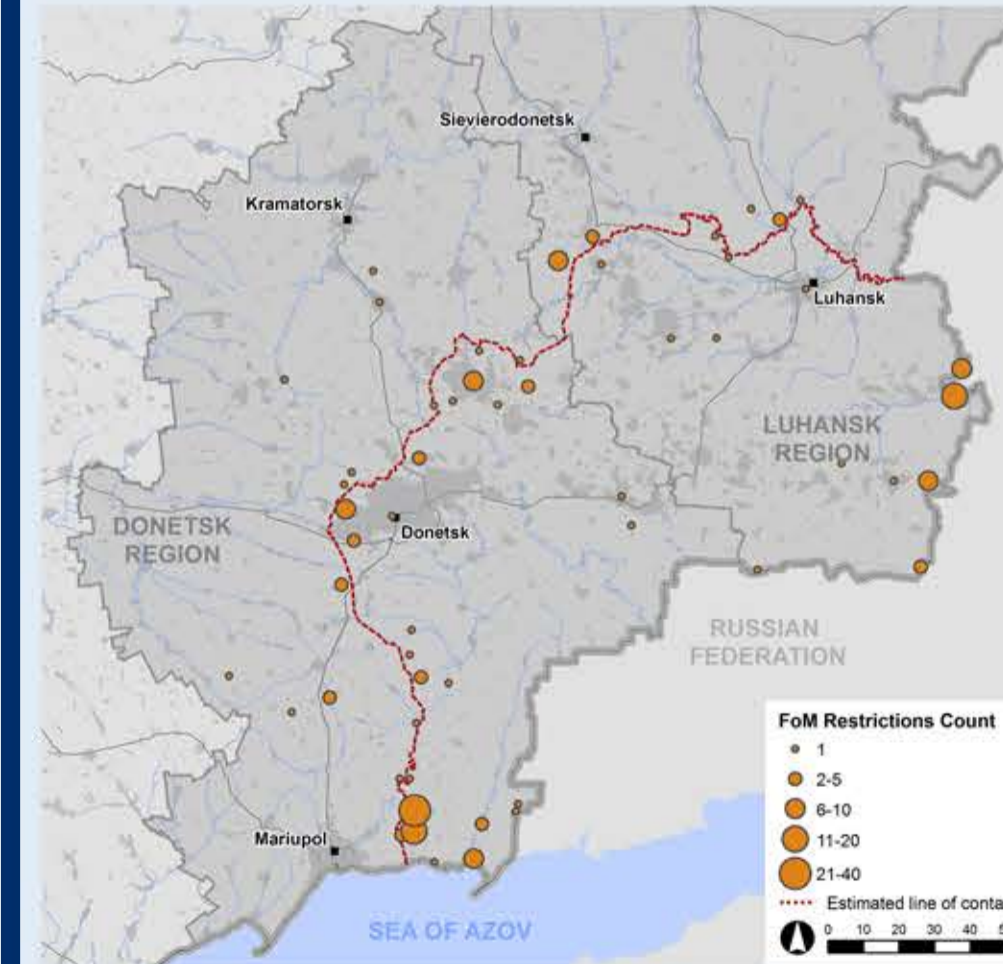 Sievierodonetsk
Kramatorsk
Luhansk
LUHANSK
REGION
DONETSK
REGION
Donetsk
RUSSIAN
FEDERATION
Mariupol
SEA OF AZOV
FoM Restrictions Count
1
2-5
6-10
11-20
21-40
Estimated line of conta
0 10 20 30 40 5